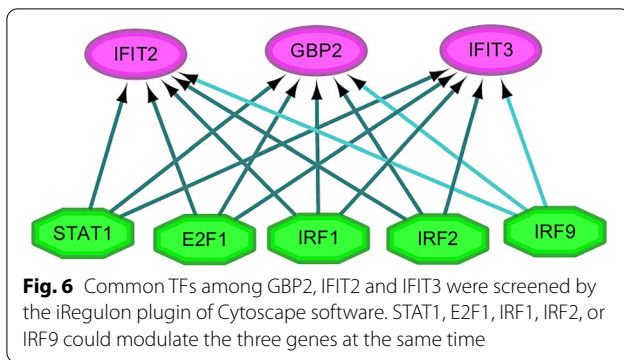 IFIT2 GBP2 IFIT3
STAT1 E2F1 IRF1 IRF2 IRF9
Fig. 6 Common TFs among GBP2, IFIT2 and IFIT3 were screened by
the iRegulon plugin of Cytoscape software. STAT1, E2F1, IRF1, IRF2, or
IRF9 could modulate the three genes at the same time